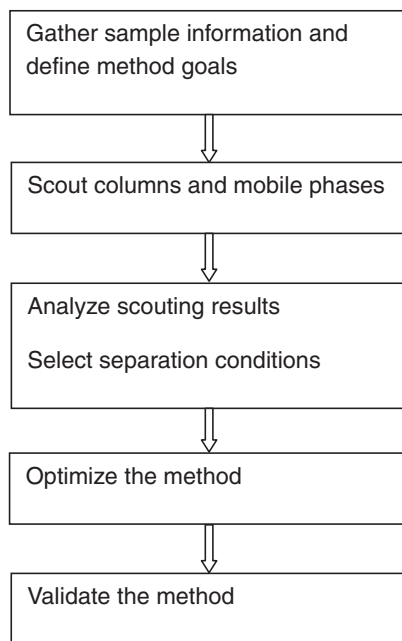 Gather sample information and
define method goals
Scout columns and mobile phases
Analyze scouting results
Select separation conditions
Optimize the method
Validate the method